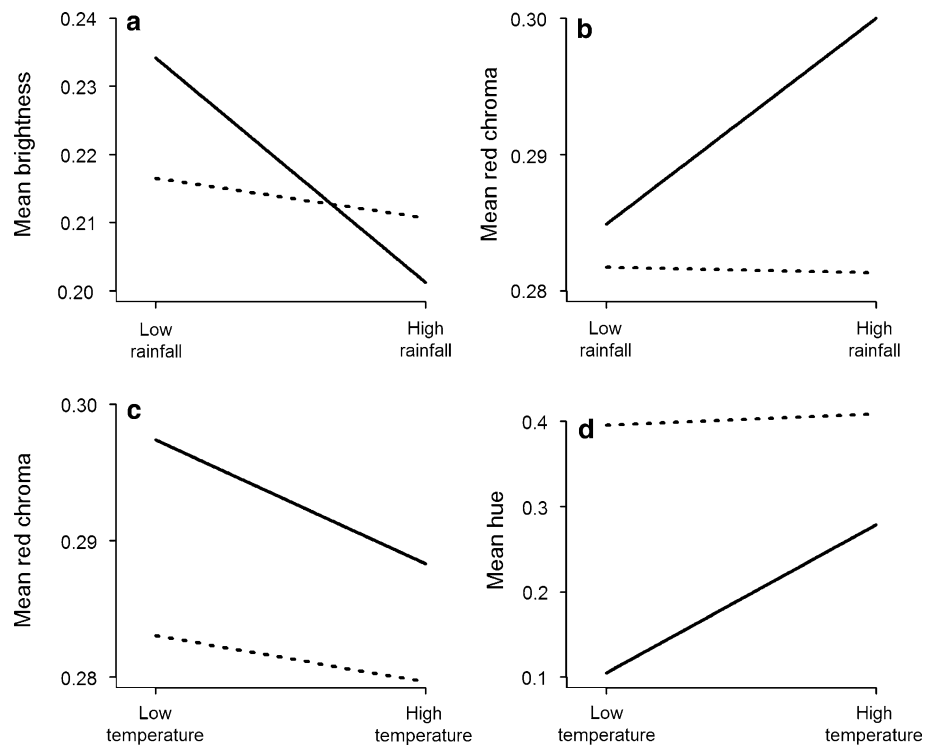 a
Mean brightness
0.24
0.23
0.22
0.21
0.20
Low
rainfall
High
rainfall
b
Mean red chroma
0.30
0.29
0.28
Low
rainfall
High
rainfall
c
Mean red chroma
0.30
0.29
0.28
Low
temperature
High
temperature
d
Mean hue
0.4
0.3
0.2
0.1
Low
temperature
High
temperature